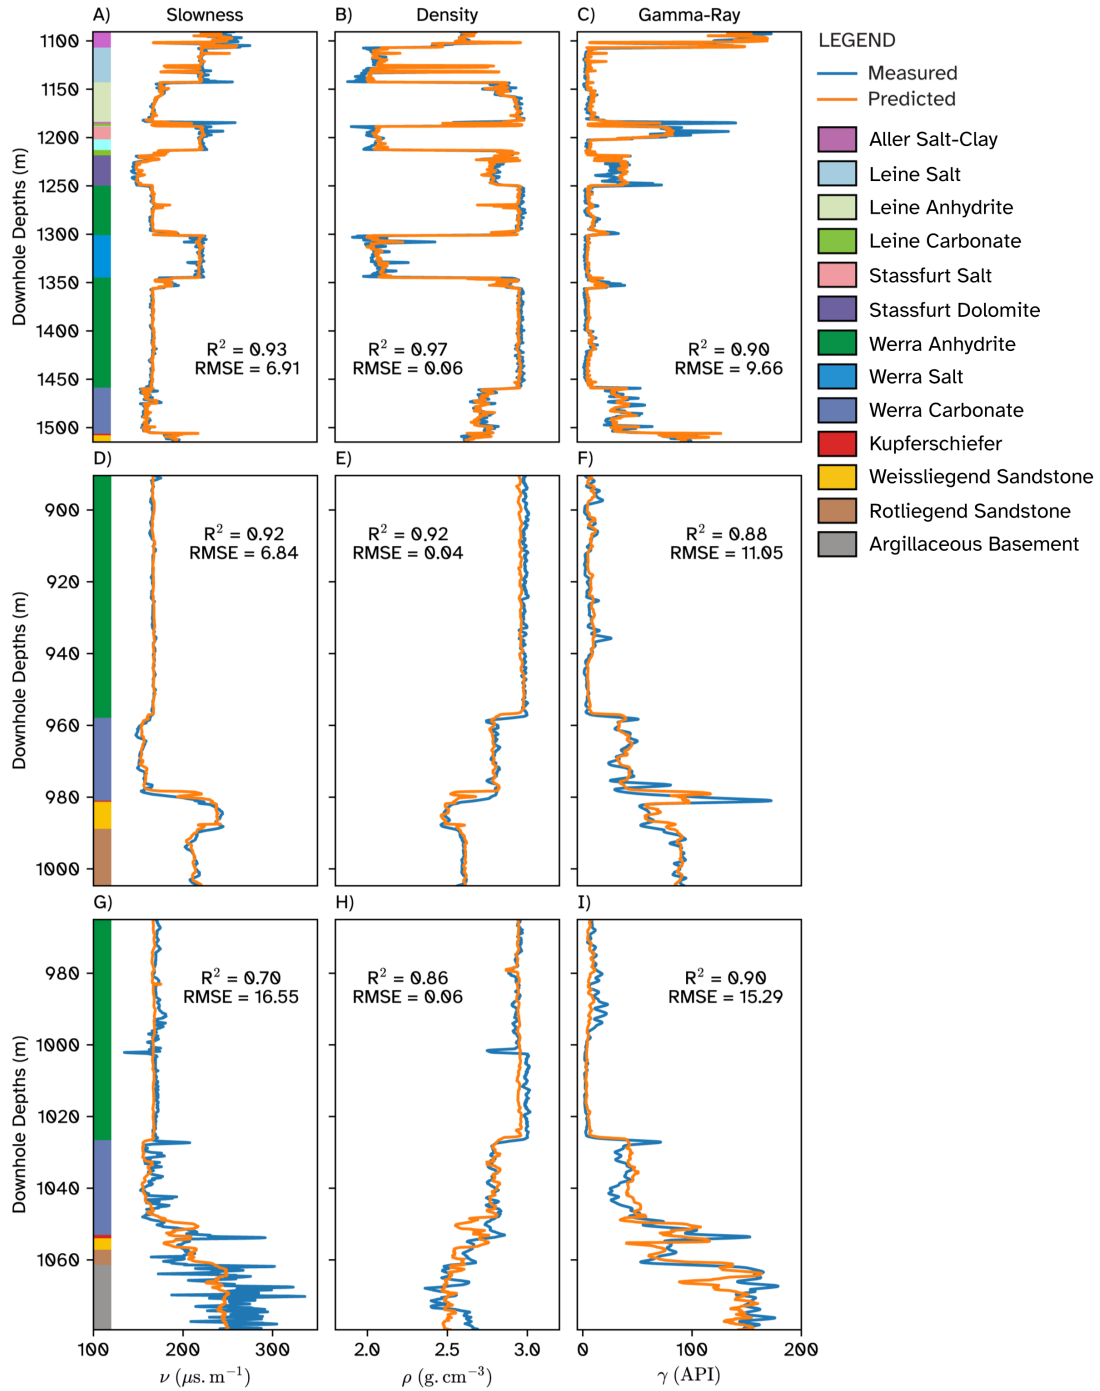 A) Slowness
B) Density
C) Gamma-Ray
LEGEND
Measured
Predicted
Aller Salt-Clay
Leine Salt
Leine Anhydrite
Leine Carbonate
Stassfurt Salt
Stassfurt Dolomite
Werra Anhydrite
Werra Salt
Werra Carbonate
Kupferschiefer
Weissliegend Sandstone
Rotliegend Sandstone
Argillaceous Basement
Downhole Depths (m)
1100
1150
1200
1250
1300
1350
1400
1450
1500
R² = 0.93
RMSE = 6.91
R² = 0.97
RMSE = 0.06
R² = 0.90
RMSE = 9.66
D)
E)
F)
Downhole Depths (m)
900
920
940
960
980
1000
R² = 0.92
RMSE = 6.84
R² = 0.92
RMSE = 0.04
R² = 0.88
RMSE = 11.05
G)
H)
I)
Downhole Depths (m)
980
1000
1020
1040
1060
R² = 0.70
RMSE = 16.55
R² = 0.86
RMSE = 0.06
R² = 0.90
RMSE = 15.29
100 200 300
2.0 2.5 3.0
0 100 200
ν (μs.m⁻¹)
ρ (g.cm⁻³)
γ (API)